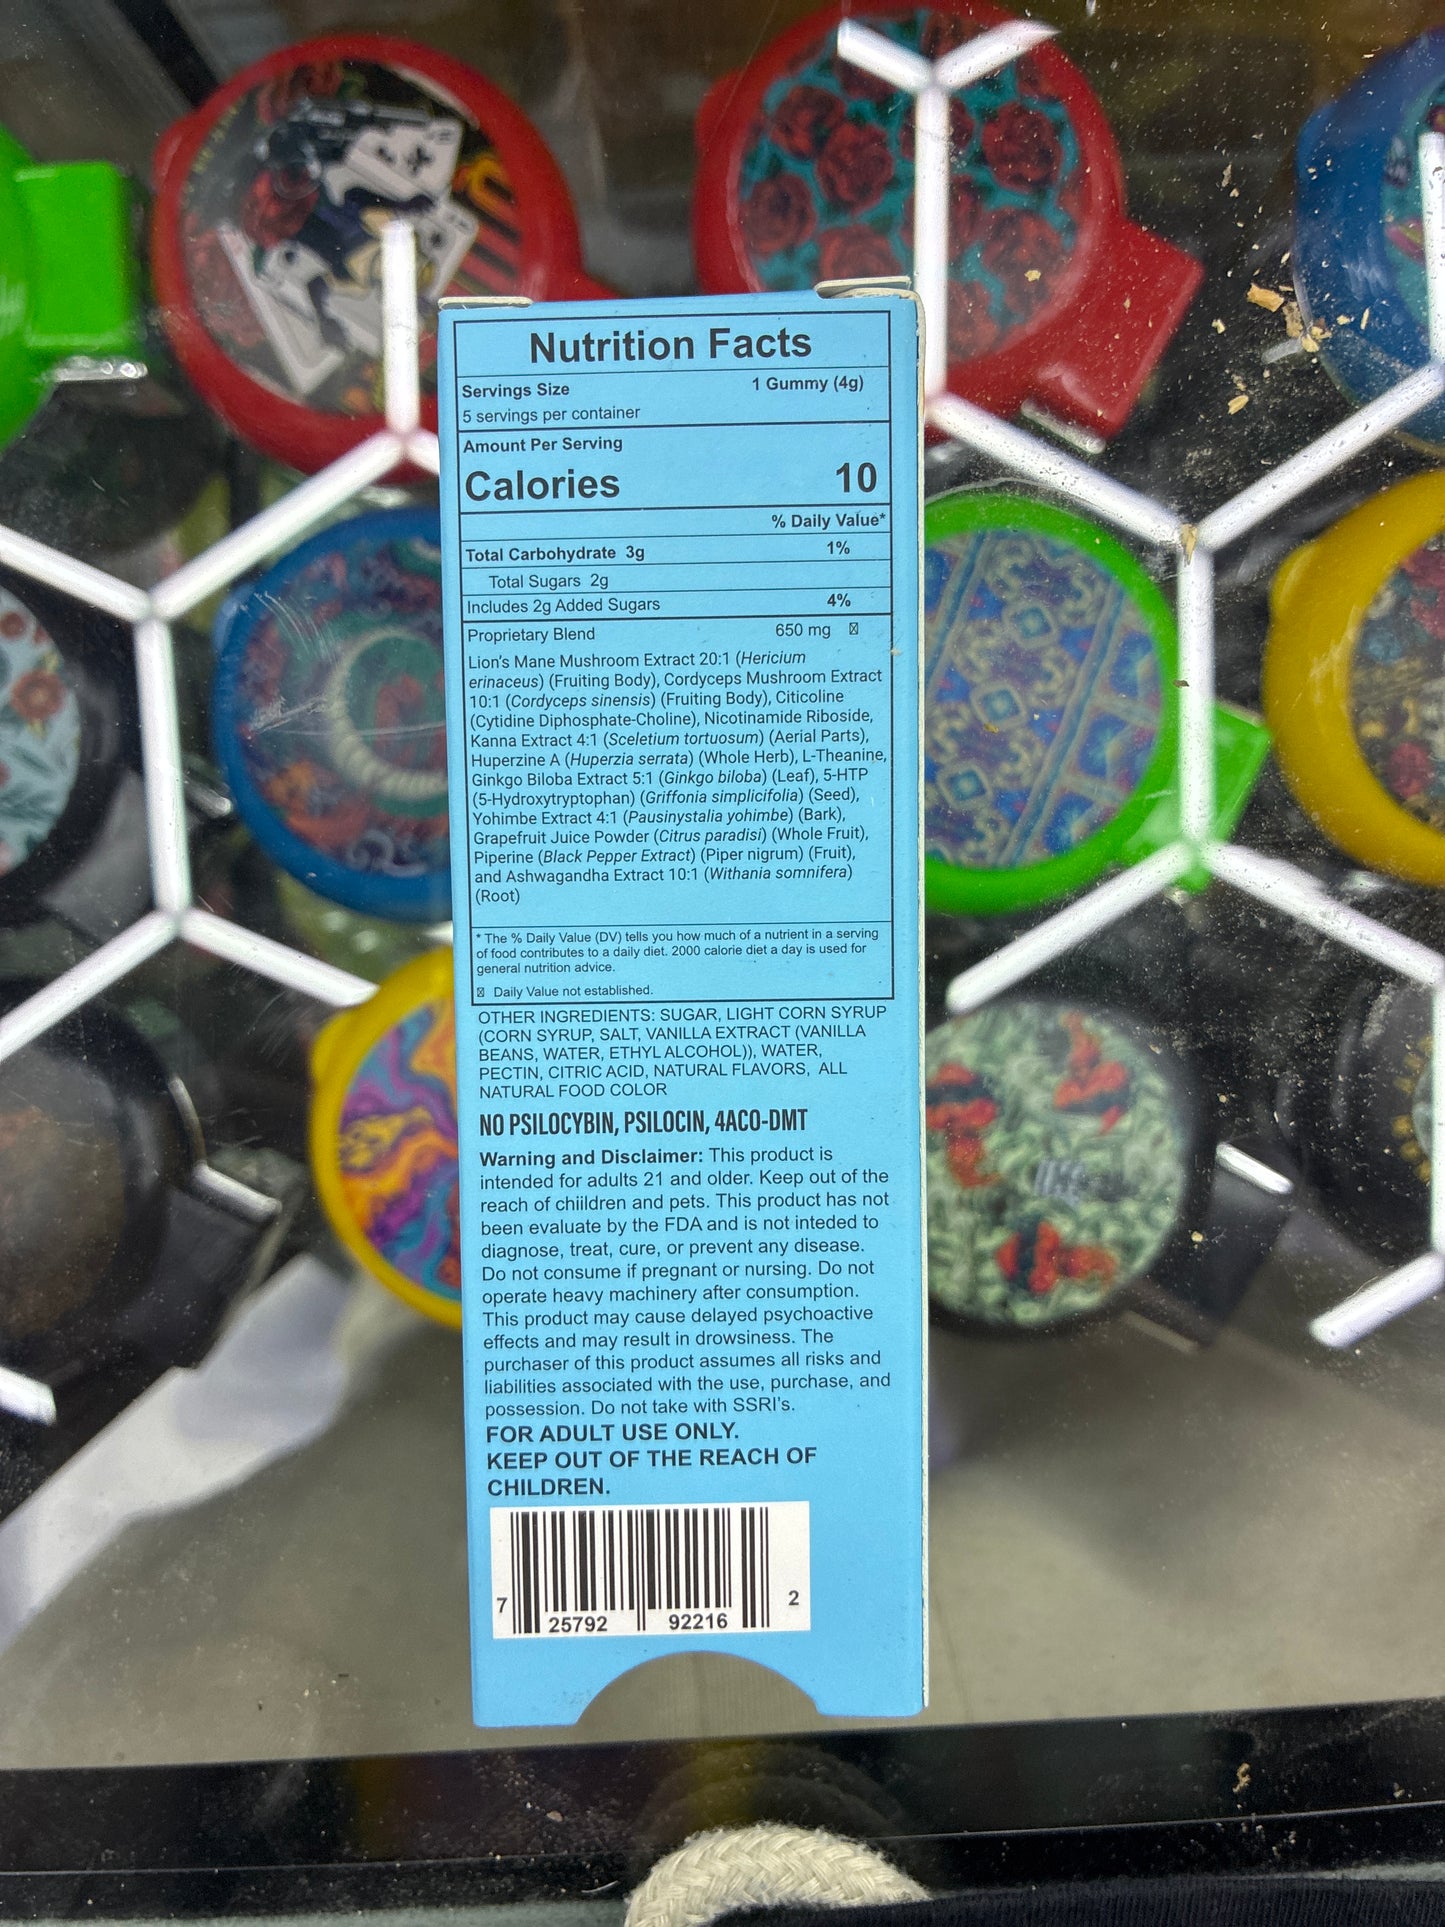 Nutrition Facts
Servings Size 1 Gummy (4g)
5 servings per container
Amount Per Serving
Calories 10
% Daily Value*
Total Carbohydrate 3g 1%
Total Sugars 2g
Includes 2g Added Sugars 4%
Proprietary Blend 650 mg
Lion's Mane Mushroom Extract 20:1 (Hericium
erinaceus) (Fruiting Body), Cordyceps Mushroom Extract
10:1 (Cordyceps sinensis) (Fruiting Body), Citicoline
(Cytidine Diphosphate-Choline), Nicotinamide Riboside,
Kanna Extract 4:1 (Sceletium tortuosum) (Aerial Parts),
Huperzine A (Huperzia serrata) (Whole Herb), L-Theanine,
Ginkgo Biloba Extract 5:1 (Ginkgo biloba) (Leaf), 5-HTP
(5-Hydroxytryptophan) (Griffonia simplicifolia) (Seed),
Yohimbe Extract 4:1 (Pausinystalia yohimbe) (Bark),
Grapefruit Juice Powder (Citrus paradisi) (Whole Fruit),
Piperine (Black Pepper Extract) (Piper nigrum) (Fruit),
and Ashwagandha Extract 10:1 (Withania somnifera)
(Root)
* The % Daily Value (DV) tells you how much of a nutrient in a serving
of food contributes to a daily diet. 2000 calorie diet a day is used for
general nutrition advice.
Daily Value not established.
OTHER INGREDIENTS: SUGAR, LIGHT CORN SYRUP
(CORN SYRUP, SALT, VANILLA EXTRACT (VANILLA
BEANS, WATER, ETHYL ALCOHOL)), WATER,
PECTIN, CITRIC ACID, NATURAL FLAVORS, ALL
NATURAL FOOD COLOR
NO PSILOCYBIN, PSILOCIN, 4ACO-DMT
Warning and Disclaimer: This product is
intended for adults 21 and older. Keep out of the
reach of chiildren and pets. This product has not
been evaluate by the FDA and is not inteded to
diagnose, treat, cure, or prevent any disease.
Do not consume if pregnant or nursing. Do not
operate heavy machinery after consumption.
This product may cause delayed psychoactive
effects and may result in drowsiness. The
purchaser of this product assumes all risks and
liabilities associated with the use, purchase, and
possession. Do not take with SSRI's.
FOR ADULT USE ONLY.
KEEP OUT OF THE REACH OF
CHILDREN.
7 25792 92216 2